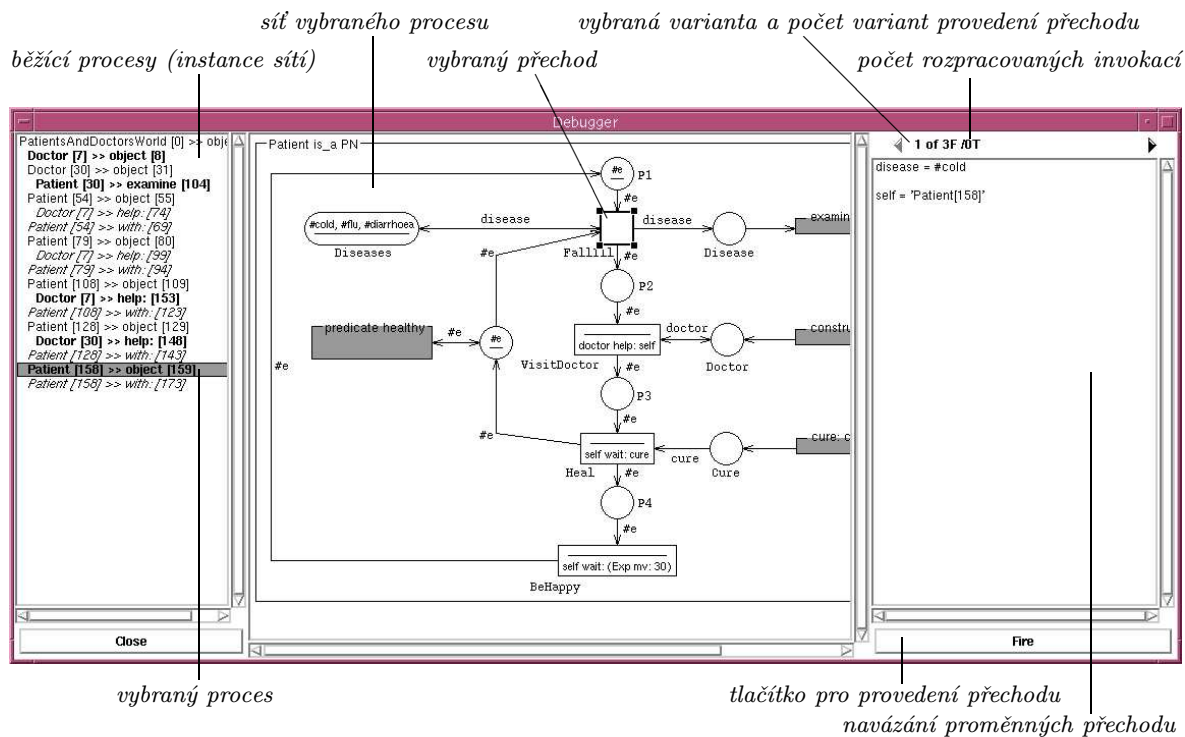 síť vybraného procesu
vybraná varianta a počet variant provedení přechodu
běžící procesy (instance sítí)
vybraný přechod
počet rozpracovaných invokací
Debugger
PatientsAndDoctorsWorld [0] >> obje
Doctor [7] >> object [8]
Doctor [30] >> object [31]
Patient [30] >> examine [104]
Patient [54] >> object [55]
Doctor [7] >> help: [74]
Patient [54] >> with: [69]
Patient [79] >> object [80]
Doctor [7] >> help: [99]
Patient [79] >> with: [94]
Patient [108] >> object [109]
Doctor [7] >> help: [153]
Patient [108] >> with: [123]
Patient [128] >> object [129]
Doctor [30] >> help: [148]
Patient [128] >> with: [143]
Patient [158] >> object [159]
Patient [158] >> with: [173]
Close
Patient is_a PN
#e
P1
#e
#cold, #flu, #diarrhoea
disease
disease
examin
Diseases
#e
FallIll
#e
Disease
P2
#e
predicate healthy
#e
#e
doctor help: self
doctor
constru
VisitDoctor
Doctor
#e
#e
P3
#e
#e
self wait: cure
cure
cure: c
Heal
#e
Cure
P4
#e
self wait: (Exp mv: 30)
BeHappy
1 of 3F /0T
disease = #cold
self = 'Patient[158]'
Fire
vybraný proces
tlačítko pro provedení přechodu
navázání proměnných přechodu